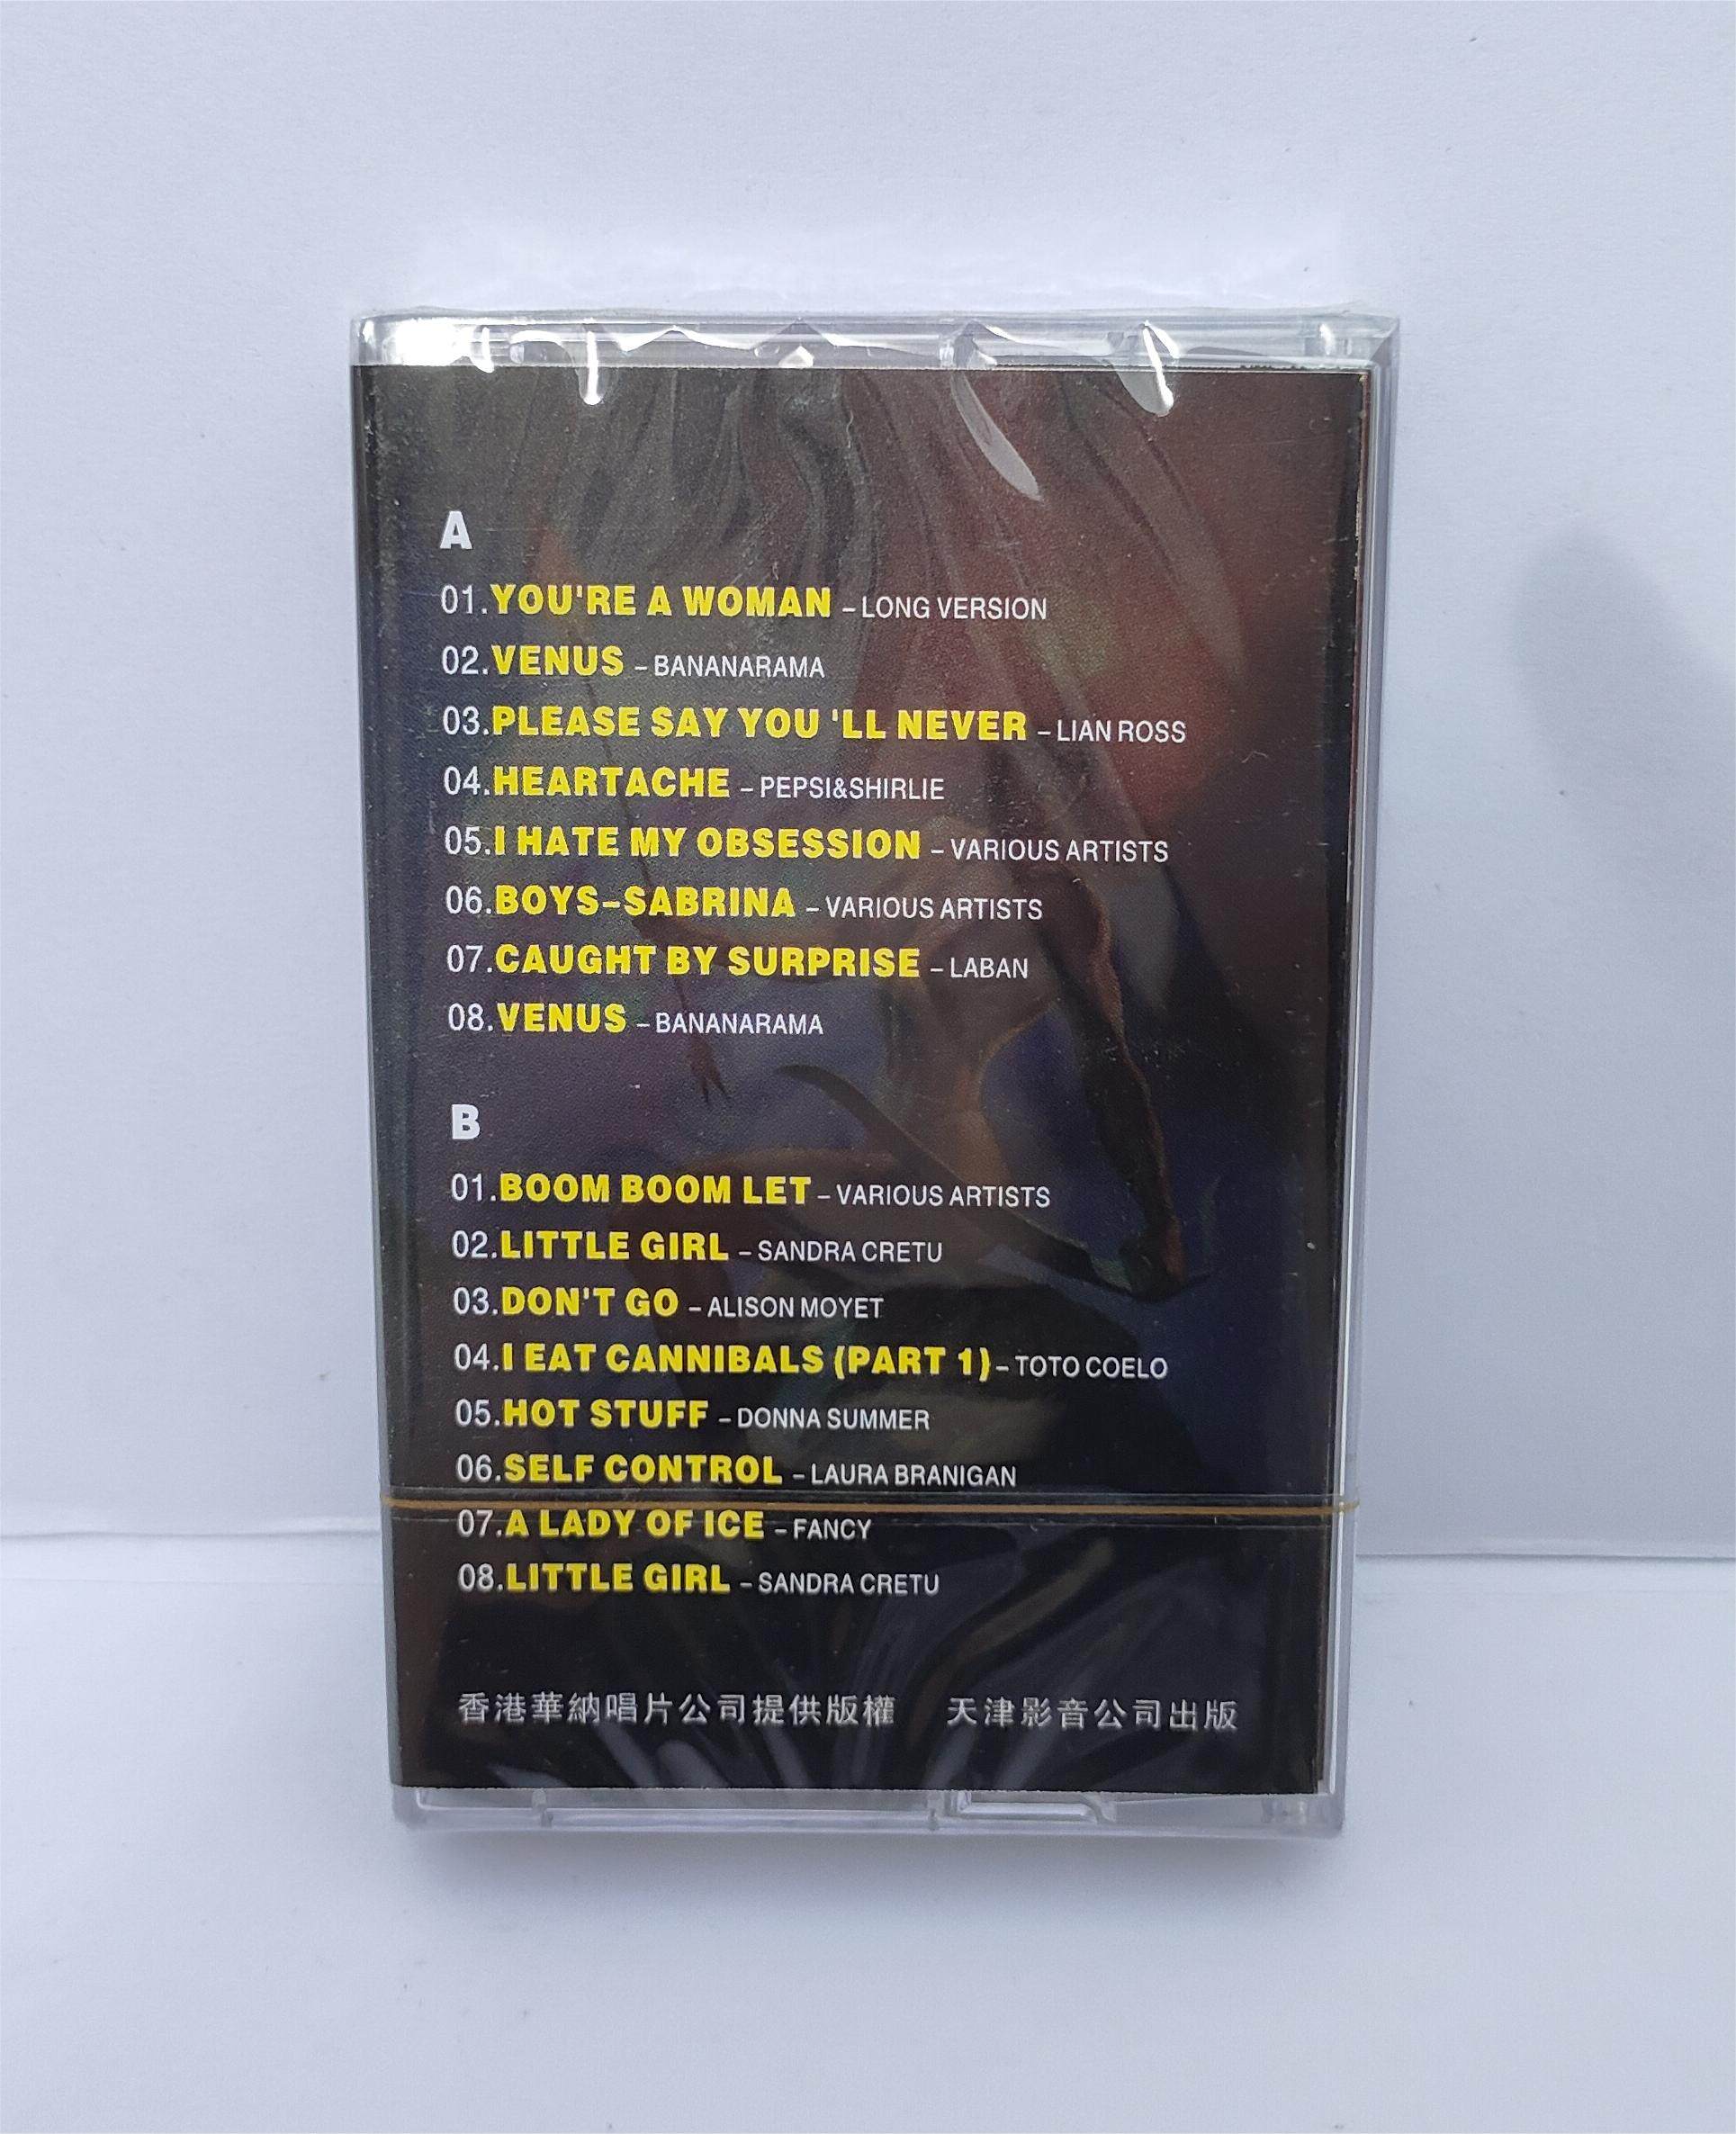 A
01.YOU'RE A WOMAN – LONG VERSION
02.VENUS – BANANARAMA
03.PLEASE SAY YOU 'LL NEVER – LIAN ROSS
04.HEARTACHE – PEPSI&SHIRLIE
05.I HATE MY OBSESSION – VARIOUS ARTISTS
06.BOYS-SABRINA – VARIOUS ARTISTS
07.CAUGHT BY SURPRISE – LABAN
08.VENUS – BANANARAMA
B
01.BOOM BOOM LET – VARIOUS ARTISTS
02.LITTLE GIRL – SANDRA CRETU
03.DON'T GO – ALISON MOYET
04.I EAT CANNIBALS (PART 1) – TOTO COELO
05.HOT STUFF – DONNA SUMMER
06.SELF CONTROL – LAURA BRANIGAN
07.A LADY OF ICE – FANCY
08.LITTLE GIRL – SANDRA CRETU
香港華納唱片公司提供版權 天津影音公司出版